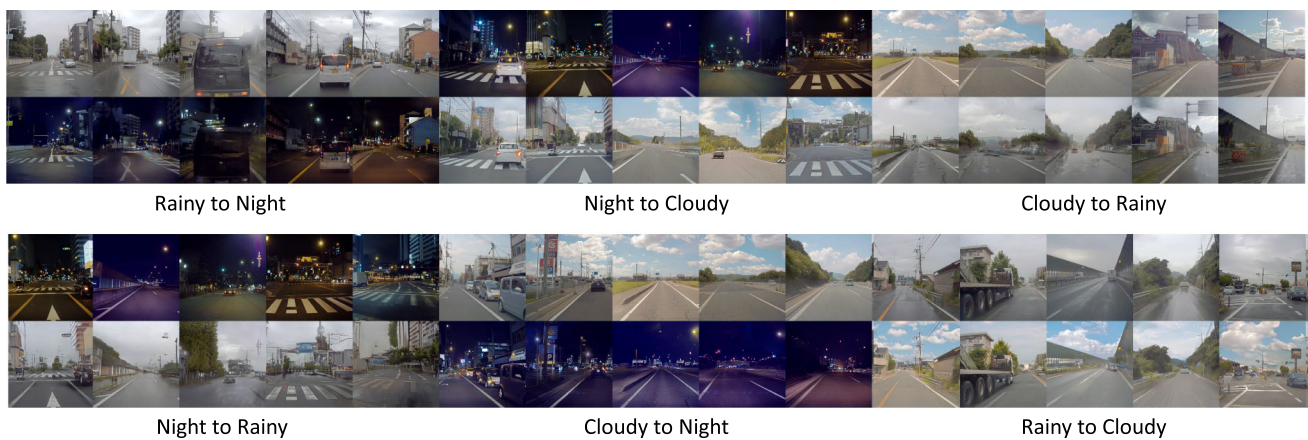 Rainy to Night
Night to Cloudy
Cloudy to Rainy
Night to Rainy
Cloudy to Night
Rainy to Cloudy